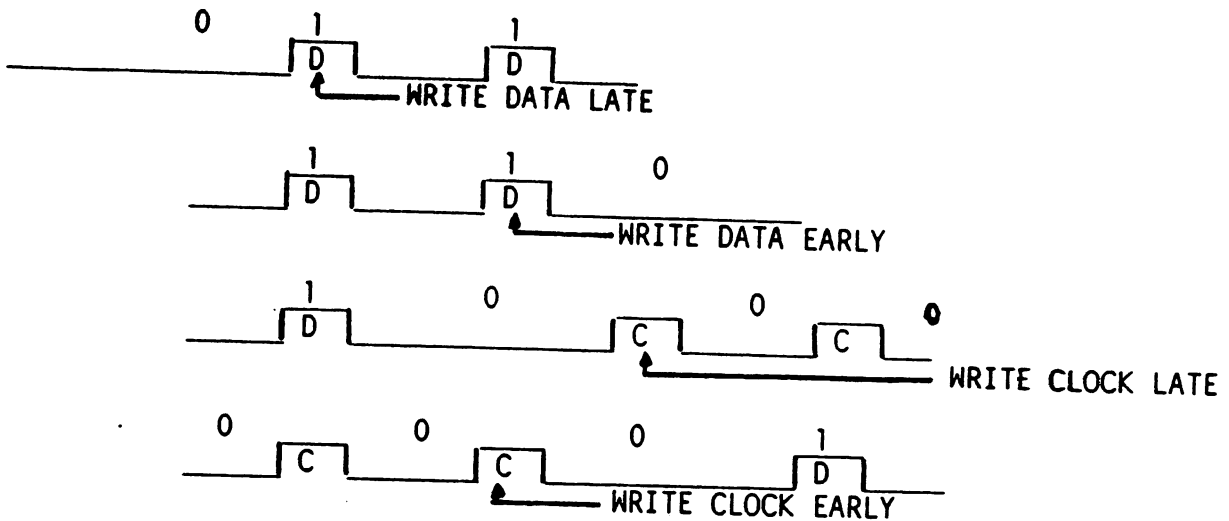 0 1 1
D D
WRITE DATA LATE
1 1 0
D D
WRITE DATA EARLY
1 0 0 0
D C C
WRITE CLOCK LATE
0 0 0 1
C C D
WRITE CLOCK EARLY